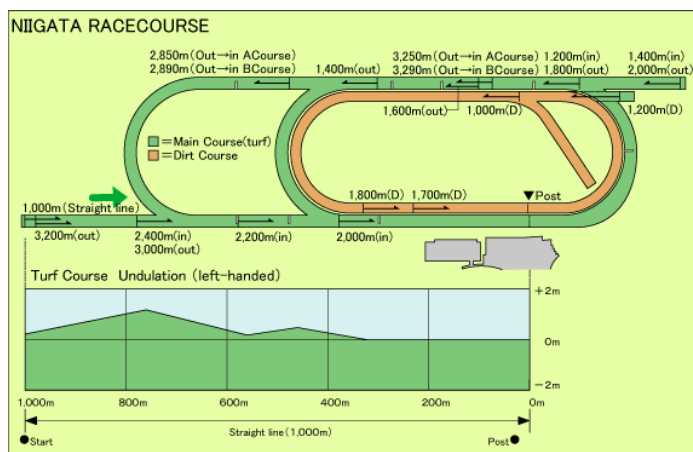 NIIGATA RACECOURSE
2,850m(Out→in ACourse)
2,890m(Out→in BCourse)
1,400m(out)
3,250m(Out→in ACourse)
3,290m(Out→in BCourse)
1.200m(in)
1,800m(out)
1,400m(in)
2,000m(out)
1,600m(out)
1,000m(D)
1,200m(D)
=Main Course(turf)
=Dirt Course
1,800m(D)
1,700m(D)
▼Post
1,000m(Straight line)
3,200m(out)
2,400m(in)
3,000m(out)
2,200m(in)
2,000m(in)
Turf Course Undulation (left-handed)
+2m
0m
-2m
1,000m
800m
600m
400m
200m
0m
Straight line(1,000m)
●Start
Post●